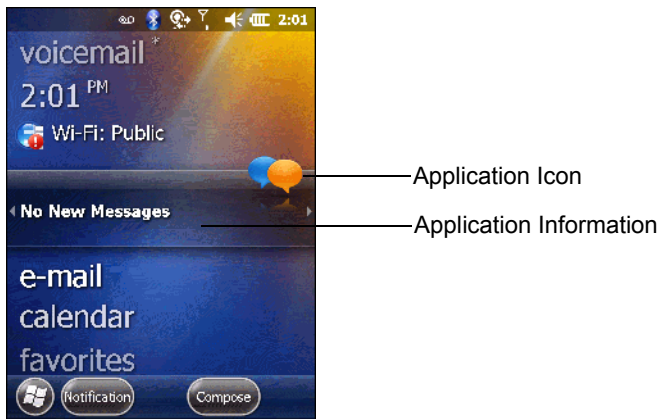 2:01
voicemail *
2:01 PM
Wi-Fi: Public
Application Icon
No New Messages
Application Information
e-mail
calendar
favorites
Notification Compose